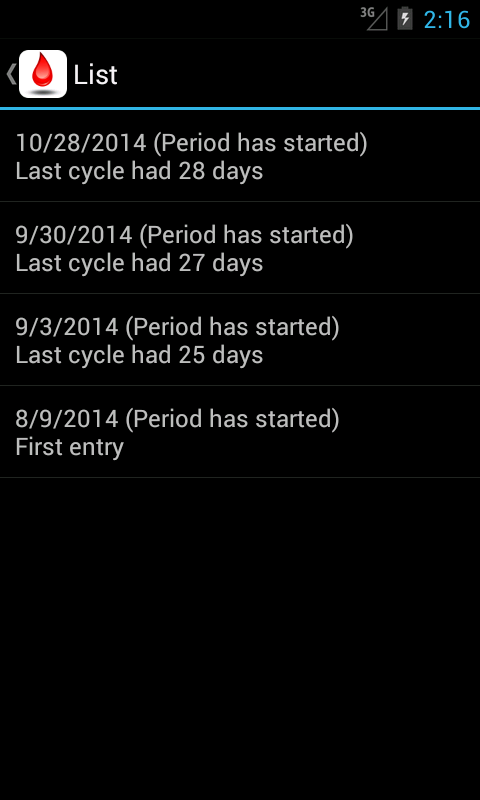 3G
2:16
List
10/28/2014 (Period has started)
Last cycle had 28 days
9/30/2014 (Period has started)
Last cycle had 27 days
9/3/2014 (Period has started)
Last cycle had 25 days
8/9/2014 (Period has started)
First entry